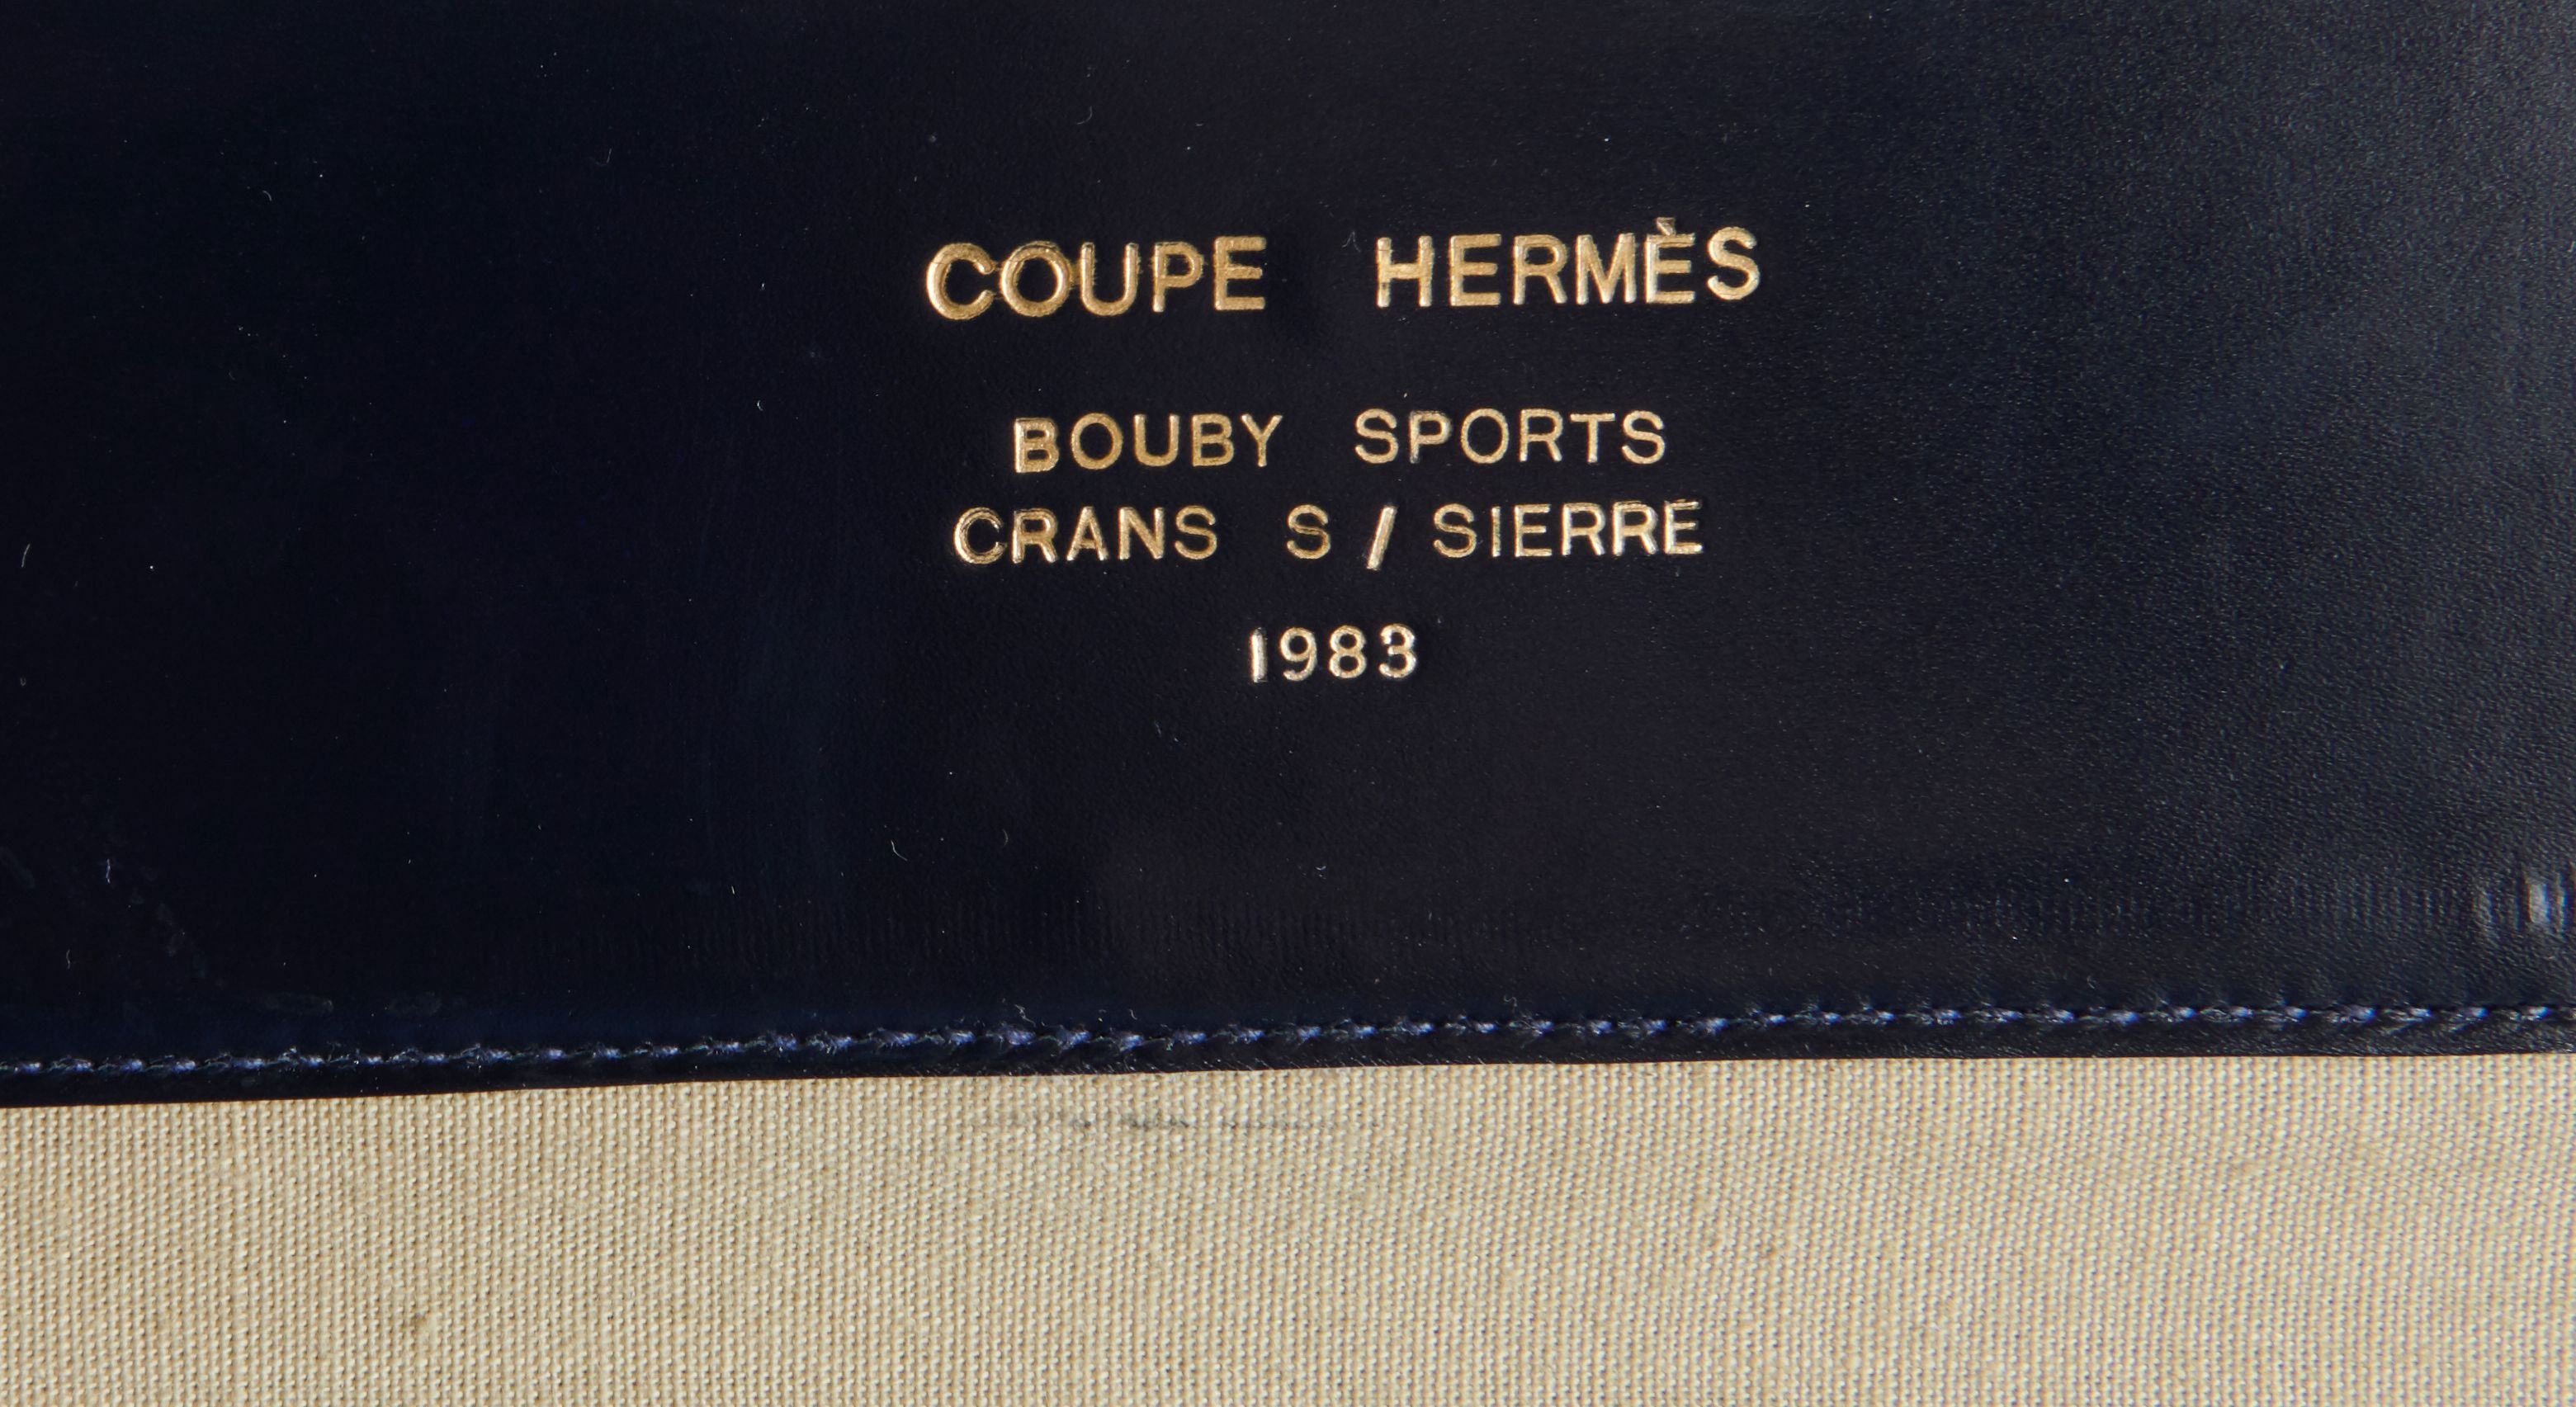 COUPE HERMÈS
BOUBY SPORTS
CRANS S / SIERRE
1983